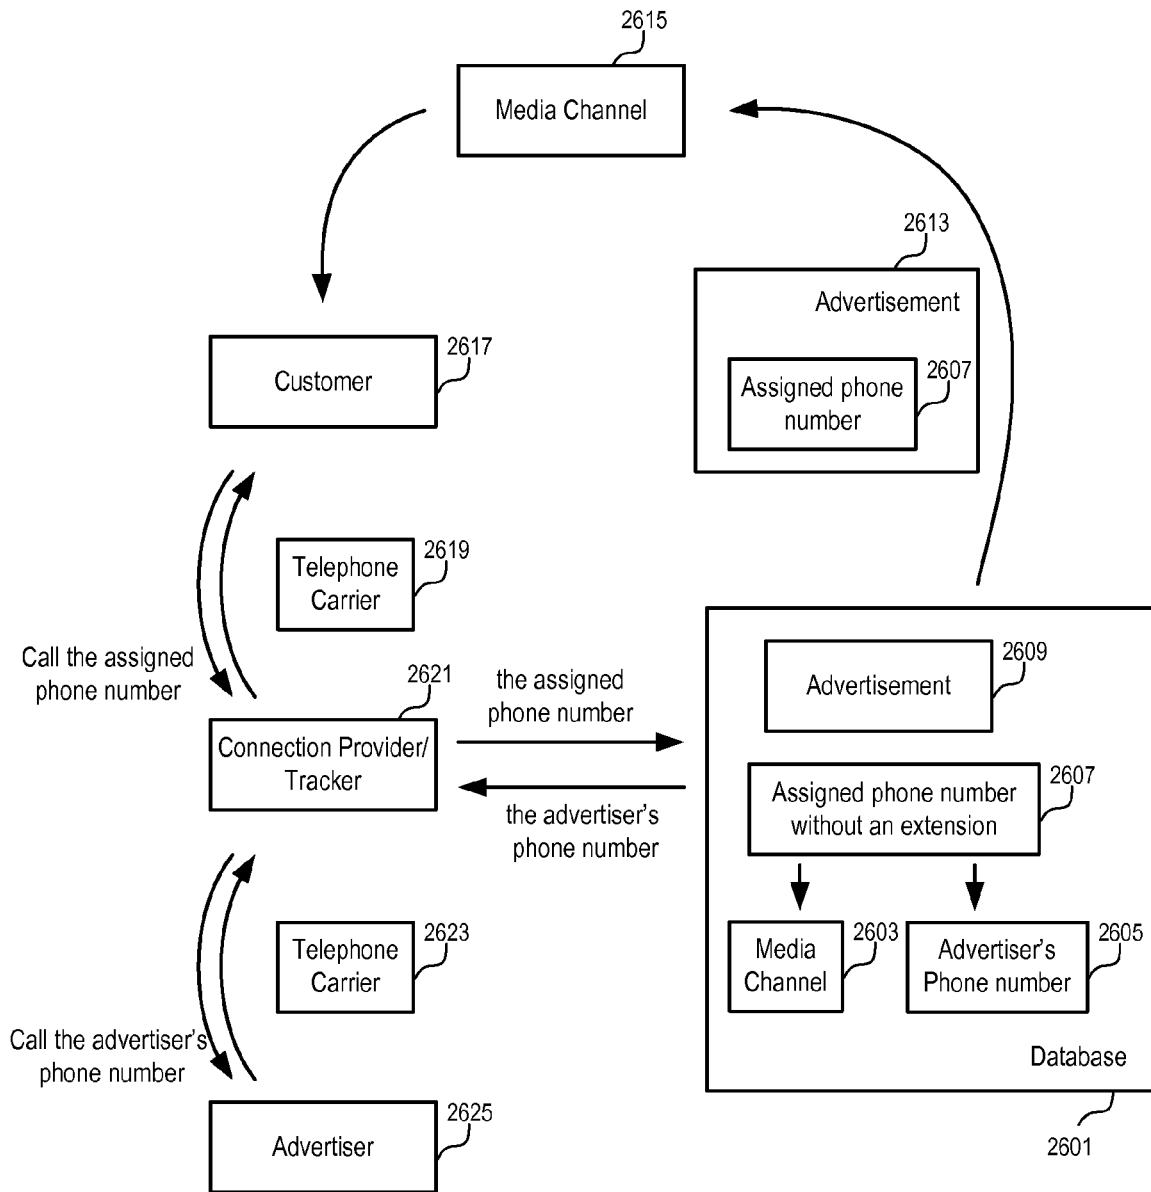 2615
Media Channel
2613
Advertisement
2617
Customer
2607
Assigned phone
number
2619
Telephone
Carrier
Call the assigned
phone number
2621
Connection Provider/
Tracker
the assigned
phone number
the advertiser's
phone number
2609
Advertisement
2607
Assigned phone number
without an extension
2603
Media
Channel
2605
Advertiser's
Phone number
Database
2601
2623
Telephone
Carrier
Call the advertiser's
phone number
2625
Advertiser